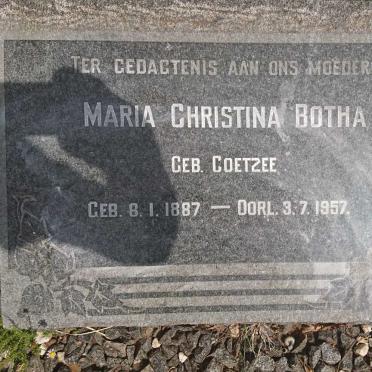 TER GEDAGTENIS AAN ONS MOEDER
MARIA CHRISTINA BOTHA
GEB. COETZEE
GEB. 8.1.1887 — OORL. 3.7.1957.